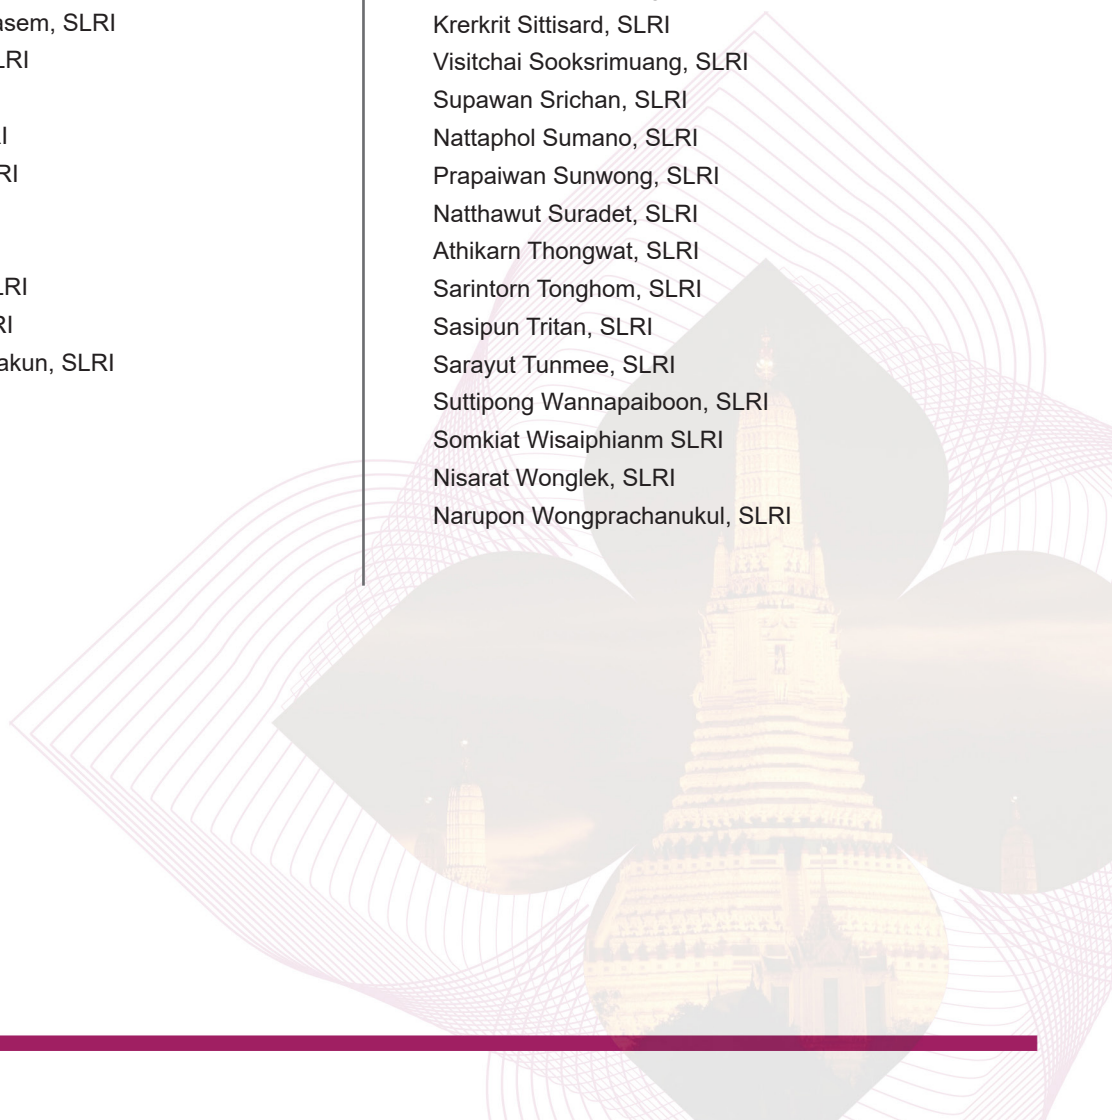 asem, SLRI
LRI
I
RI
LRI
RI
akun, SLRI
Krerkrit Sittisard, SLRI
Visitchai Sooksrimuang, SLRI
Supawan Srichan, SLRI
Nattaphol Sumano, SLRI
Prapaiwan Sunwong, SLRI
Natthawut Suradet, SLRI
Athikarn Thongwat, SLRI
Sarintorn Tonghom, SLRI
Sasipun Tritan, SLRI
Sarayut Tunmee, SLRI
Suttipong Wannapaiboon, SLRI
Somkiat Wisaiphianm SLRI
Nisarat Wonglek, SLRI
Narupon Wongprachanukul, SLRI